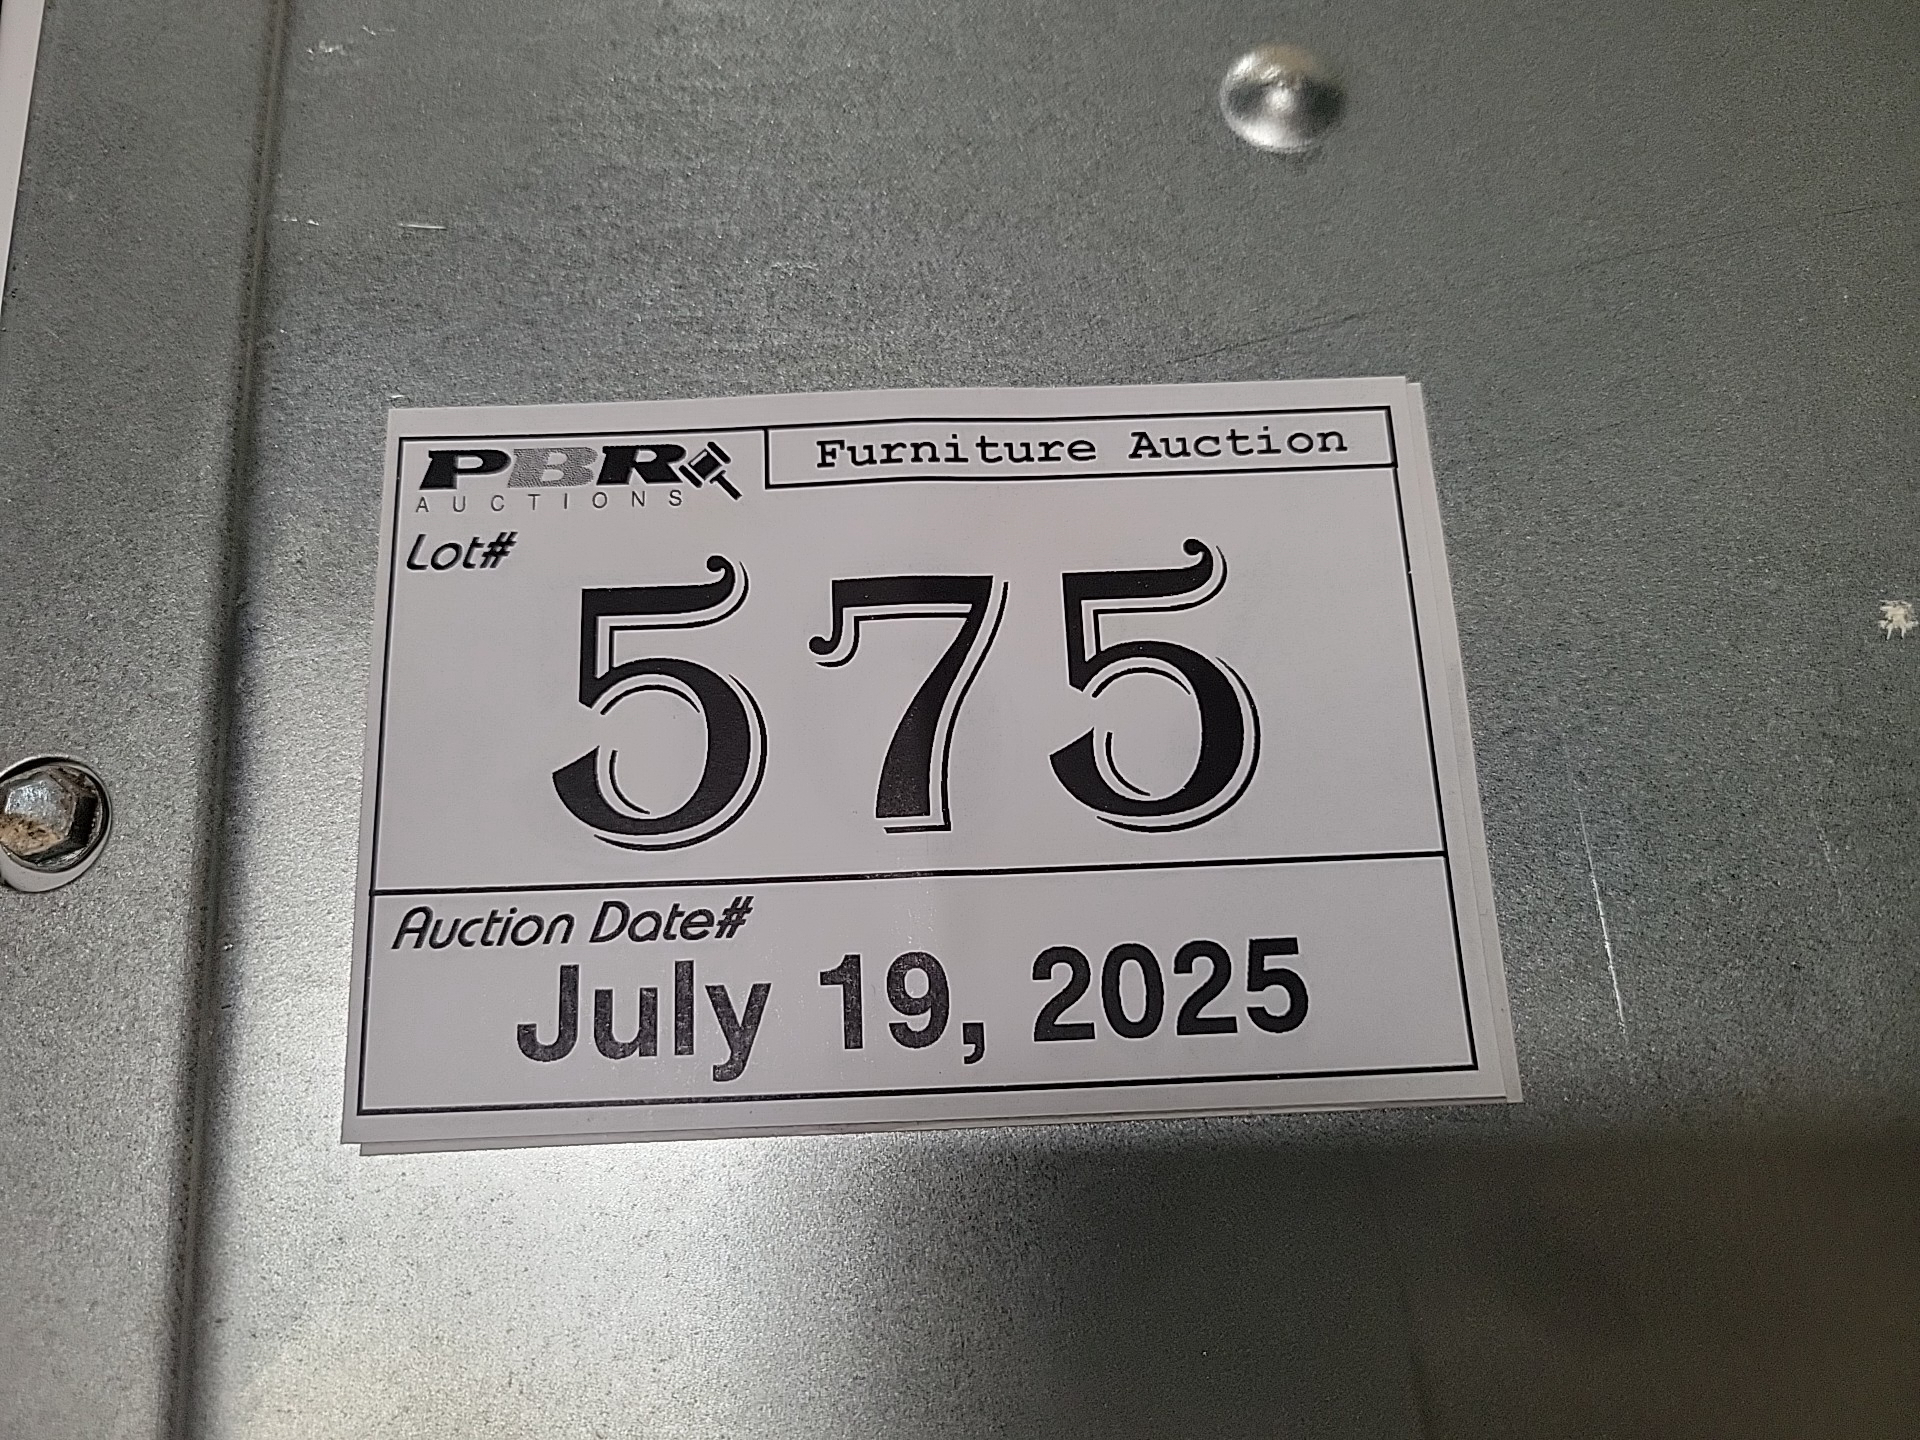 PBR
AUCTIONS
Furniture Auction
Lot#
575
Auction Date#
July 19, 2025